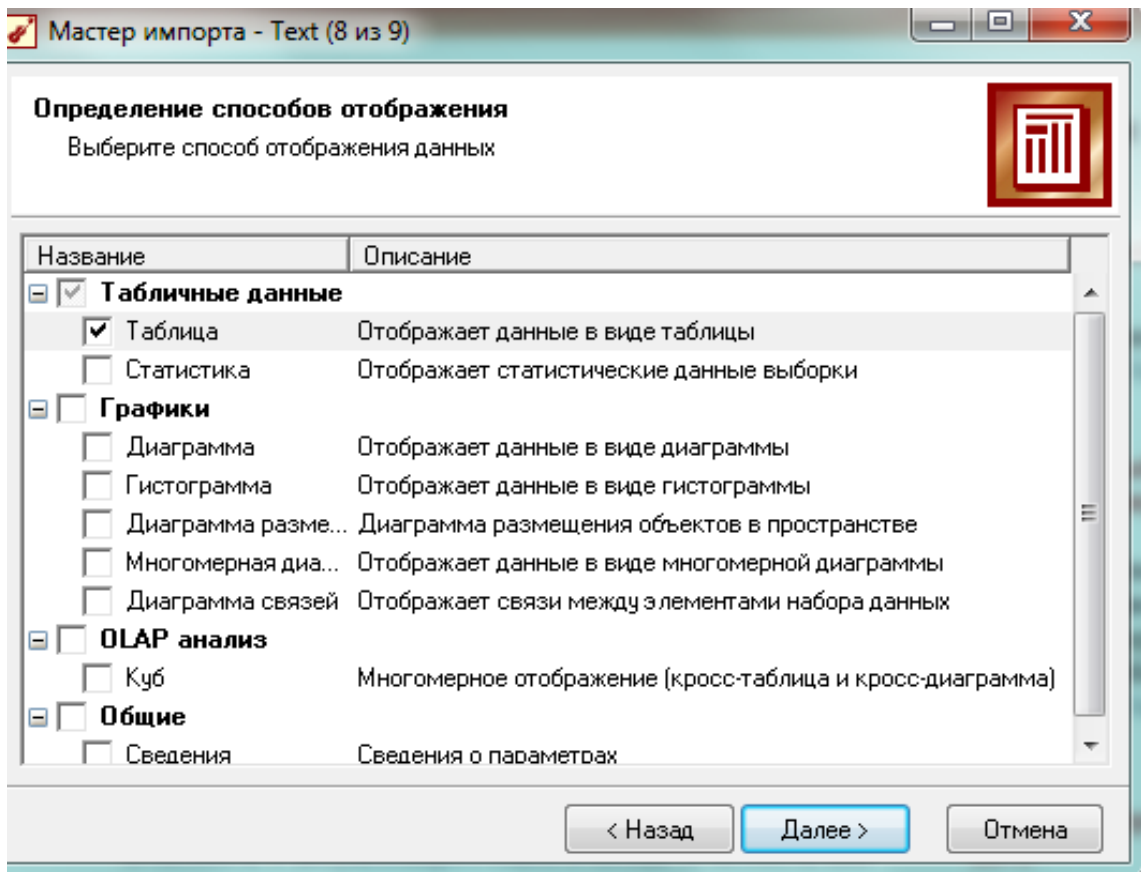 Мастер импорта - Text (8 из 9)
Определение способов отображения
Выберите способ отображения данных
Название Описание
Табличные данные
Таблица Отображает данные в виде таблицы
Статистика Отображает статистические данные выборки
Графики
Диаграмма Отображает данные в виде диаграммы
Гистограмма Отображает данные в виде гистограммы
Диаграмма разме... Диаграмма размещения объектов в пространстве
Многомерная диа... Отображает данные в виде многомерной диаграммы
Диаграмма связей Отображает связи между элементами набора данных
OLAP анализ
Куб Многомерное отображение (кросс-таблица и кросс-диаграмма)
Общие
Сведения Сведения о параметрах
< Назад Далее > Отмена